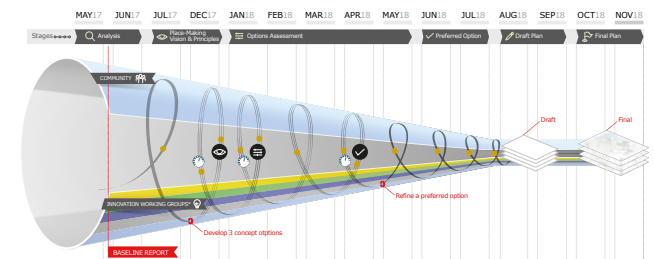 MAY17 JUN17 JUL17 DEC17 JAN18 FEB18 MAR18 APR18 MAY18 JUN18 JUL18 AUG18 SEP18 OCT18 NOV18
Stages
Analysis
Place-Making
Vision & Principles
Options Assessment
Preferred Option
Draft Plan
Final Plan
COMMUNITY
Draft
Final
INNOVATION WORKING GROUPS*
Refine a preferred option
Develop 3 concept otptions
BASELINE REPORT